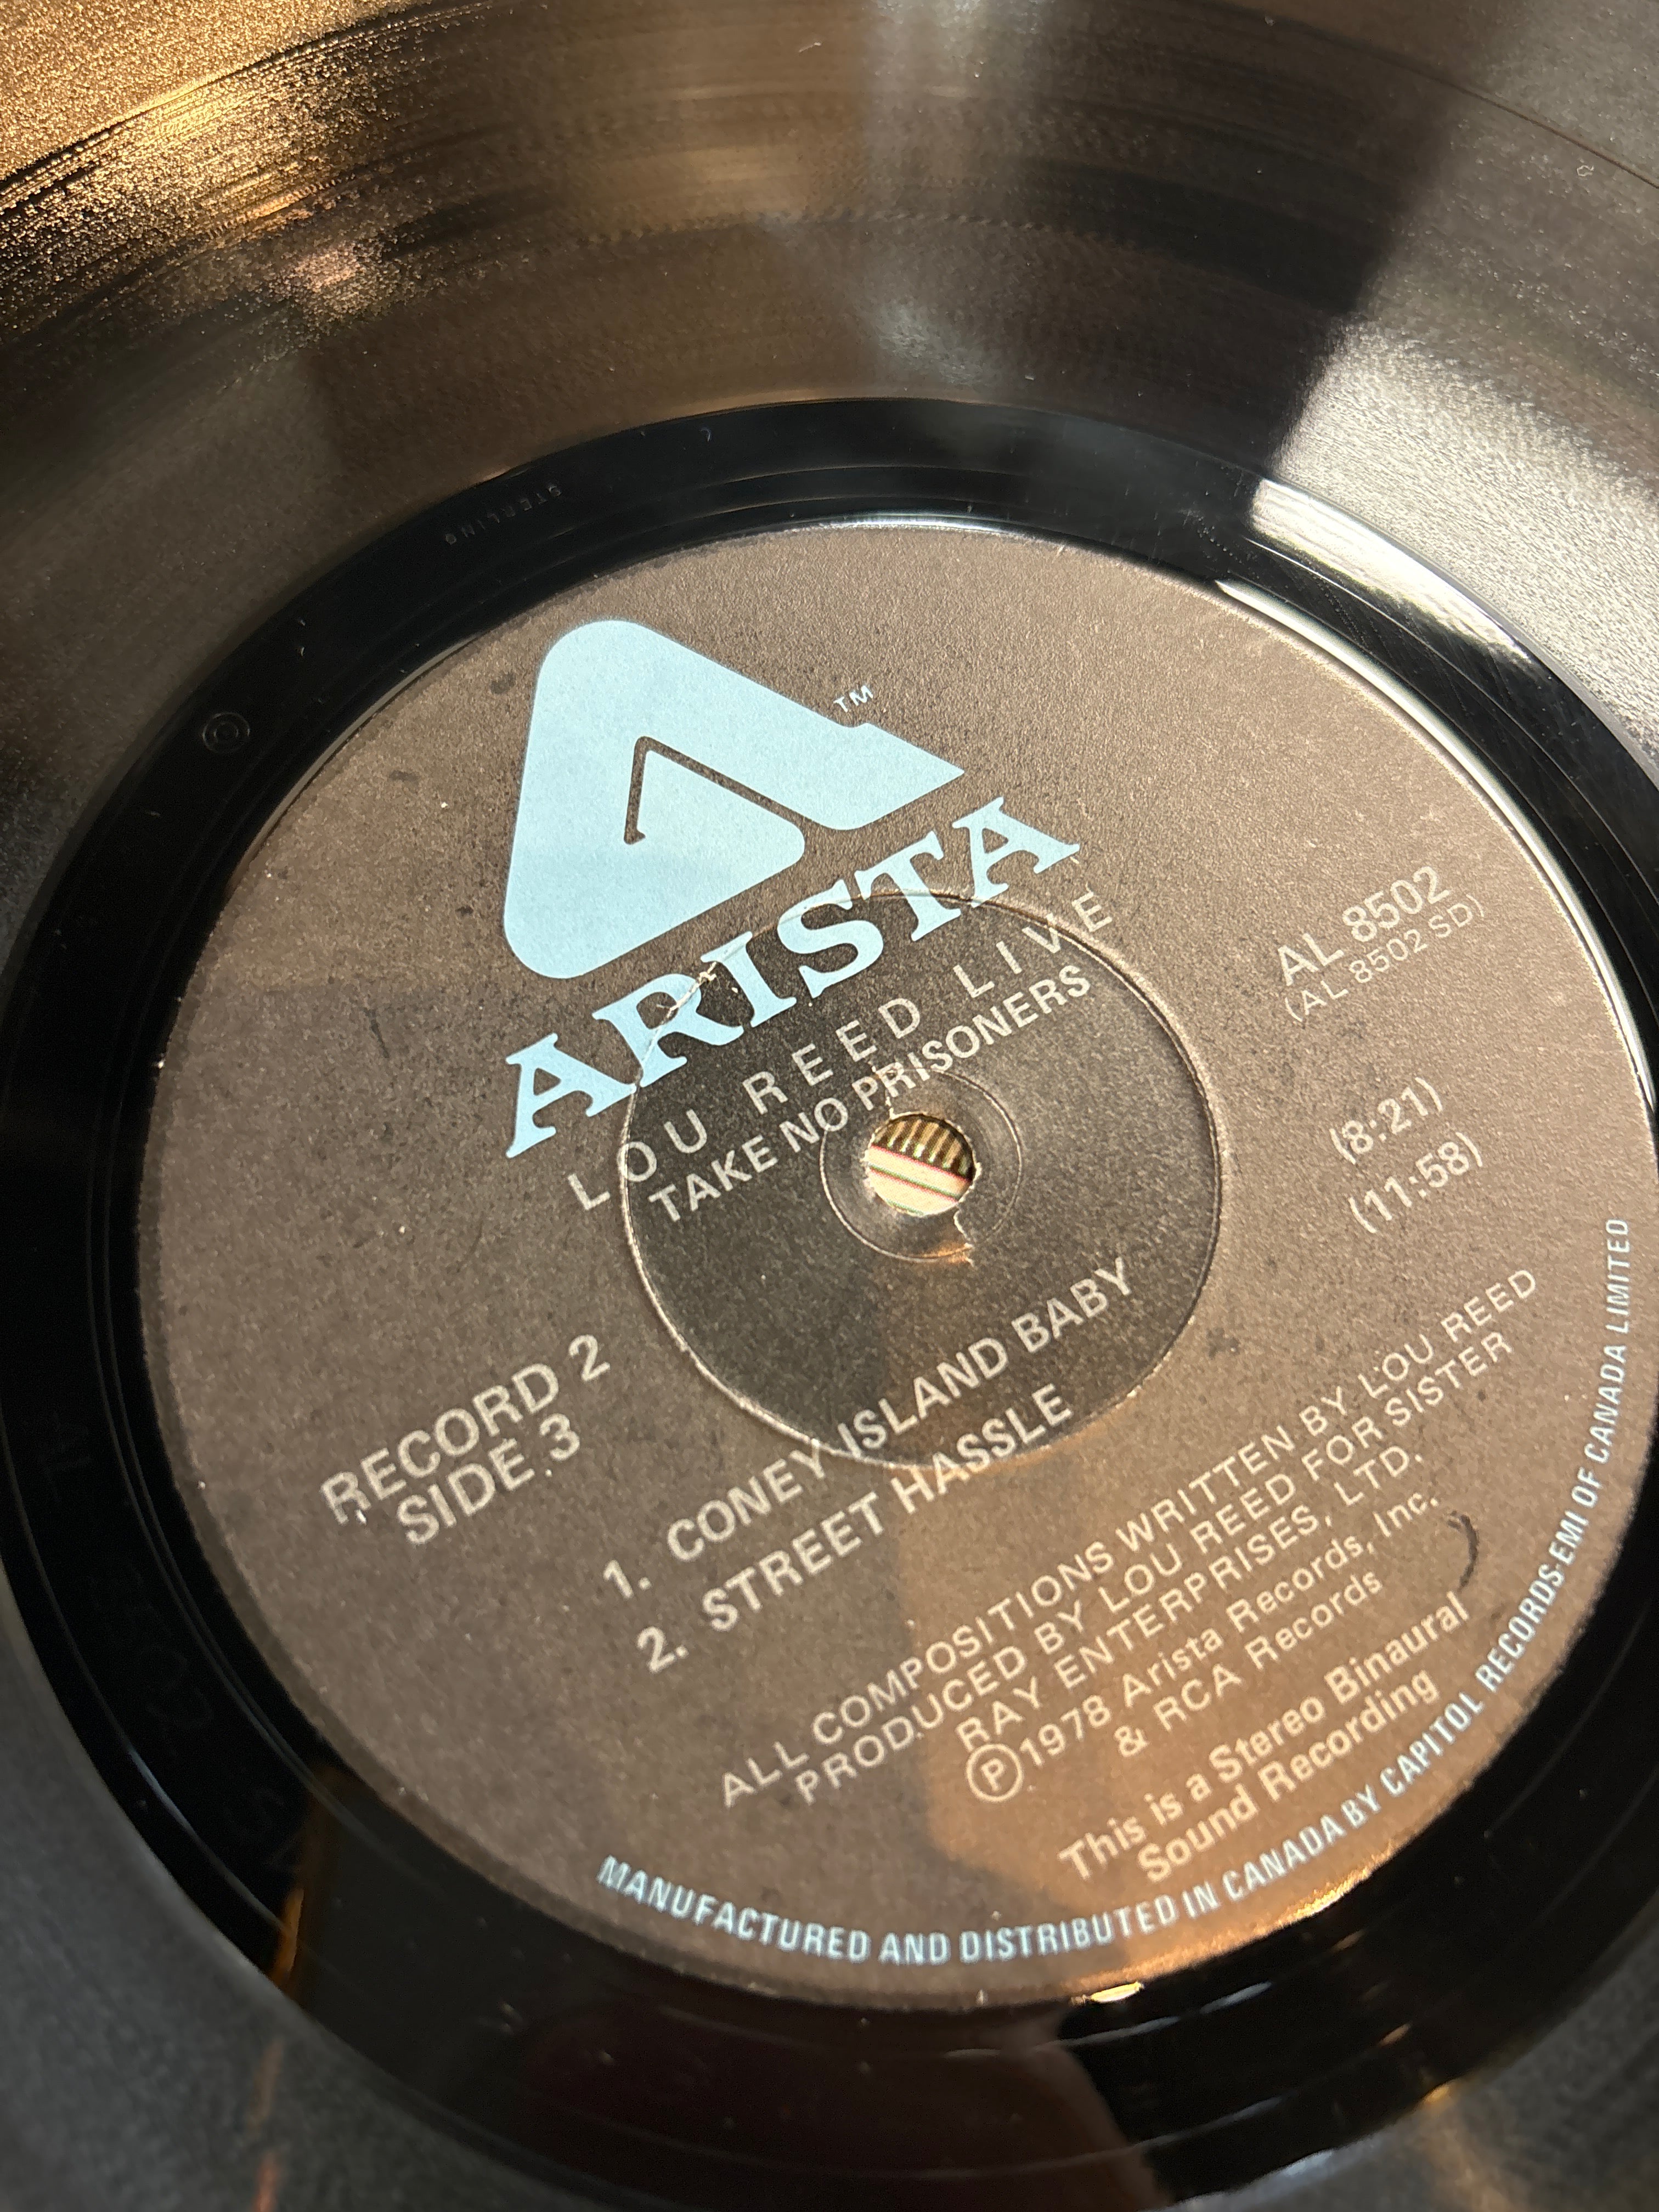 STERLING
TM
ARISTA
LOU REED LIVE
TAKE NO PRISONERS
AL 8502
(AL 8502 SD)
RECORD 2
SIDE 3
1. CONEY ISLAND BABY (8:21)
2. STREET HASSLE (11:58)
ALL COMPOSITIONS WRITTEN BY LOU REED
PRODUCED BY LOU REED FOR SISTER
RAY ENTERPRISES, LTD.
℗1978 Arista Records, Inc.
& RCA Records
This is a Stereo Binaural
Sound Recording
MANUFACTURED AND DISTRIBUTED IN CANADA BY CAPITOL RECORDS-EMI OF CANADA LIMITED